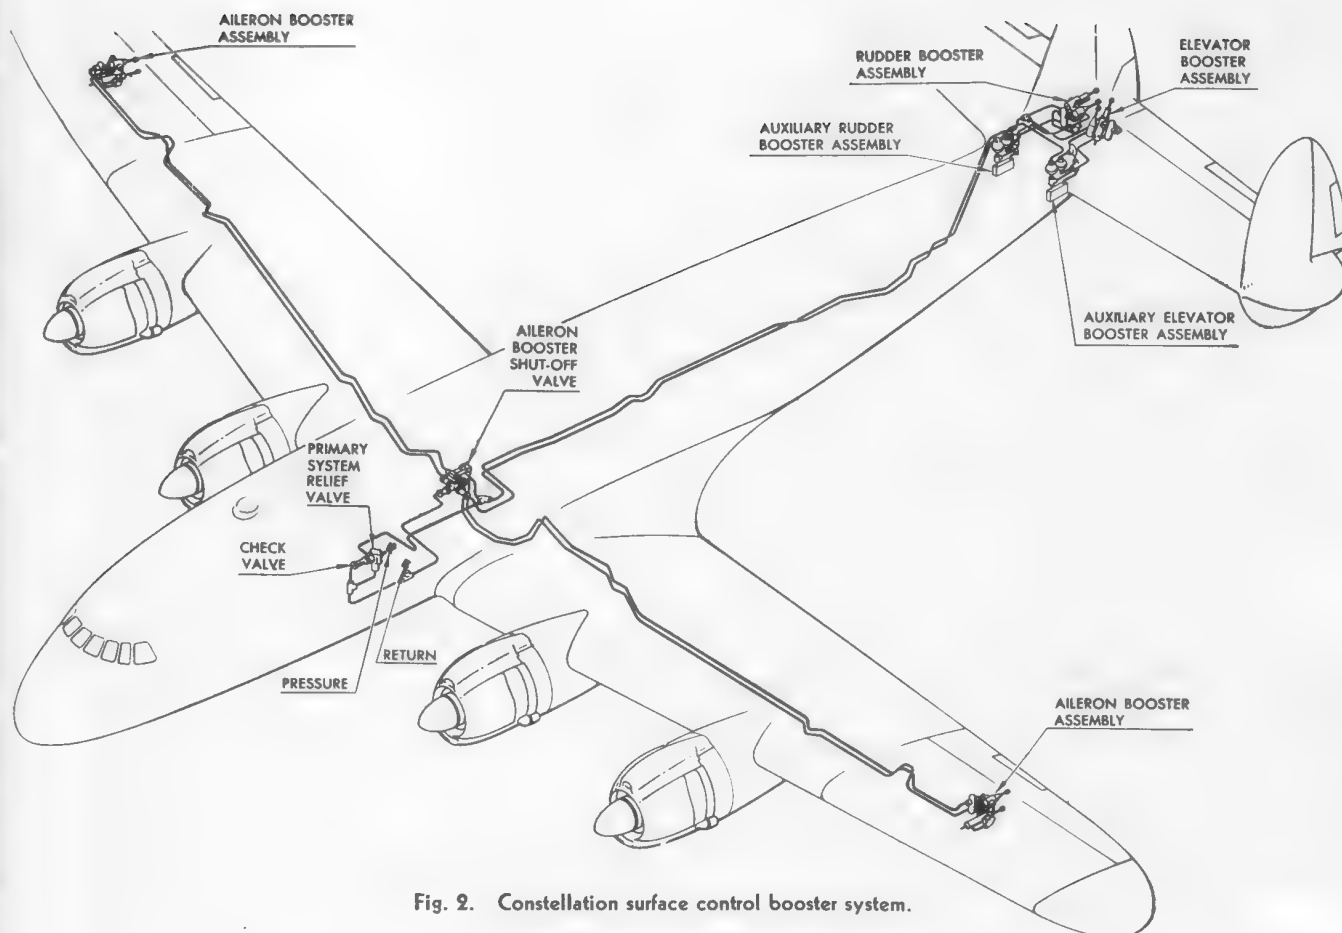 AILERON BOOSTER
ASSEMBLY
RUDDER BOOSTER
ASSEMBLY
ELEVATOR
BOOSTER
ASSEMBLY
AUXILIARY RUDDER
BOOSTER ASSEMBLY
AUXILIARY ELEVATOR
BOOSTER ASSEMBLY
AILERON
BOOSTER
SHUT-OFF
VALVE
PRIMARY
SYSTEM
RELIEF
VALVE
CHECK
VALVE
RETURN
PRESSURE
AILERON BOOSTER
ASSEMBLY
Fig. 2. Constellation surface control booster system.